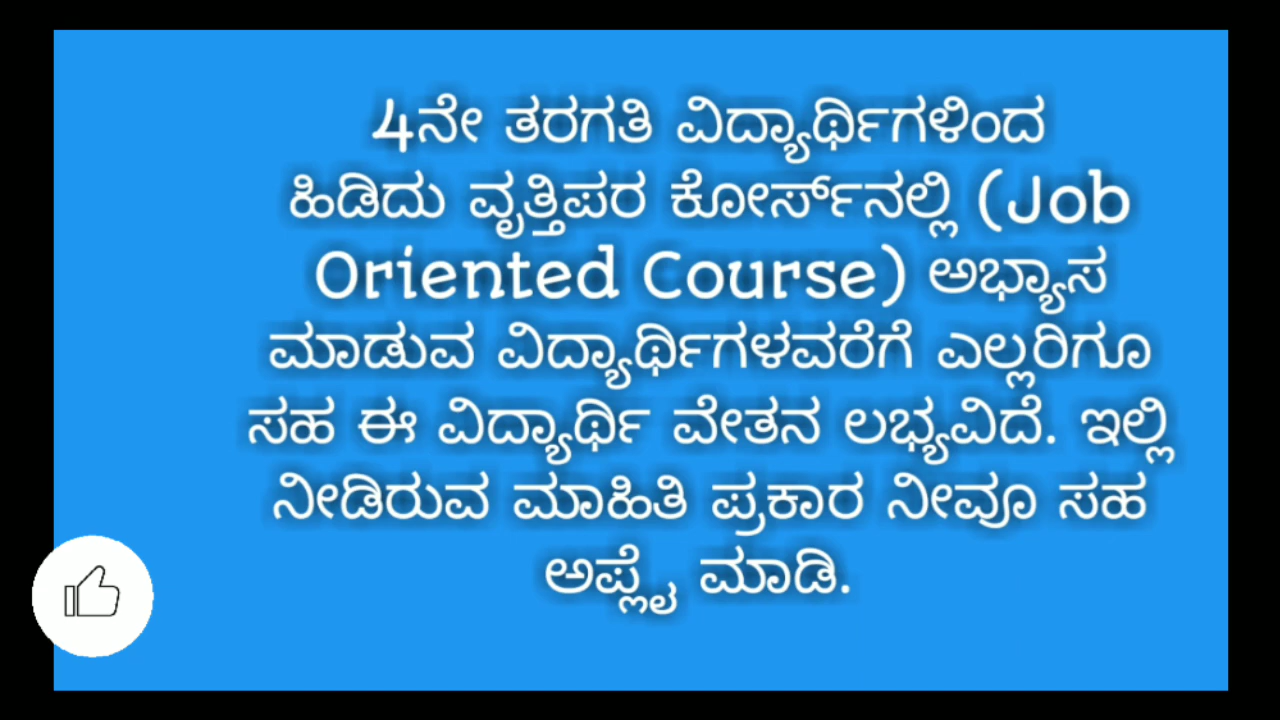 4ನೇ ತರಗತಿ ವಿದ್ಯಾರ್ಥಿಗಳಿಂದ
ಹಿಡಿದು ವೃತ್ತಿಪರ ಕೋರ್ಸ್‌ನಲ್ಲಿ (Job
Oriented Course) ಅಭ್ಯಾಸ
ಮಾಡುವ ವಿದ್ಯಾರ್ಥಿಗಳವರೆಗೆ ಎಲ್ಲರಿಗೂ
ಸಹ ಈ ವಿದ್ಯಾರ್ಥಿ ವೇತನ ಲಭ್ಯವಿದೆ. ಇಲ್ಲಿ
ನೀಡಿರುವ ಮಾಹಿತಿ ಪ್ರಕಾರ ನೀವೂ ಸಹ
ಅಪ್ಲೈ ಮಾಡಿ.